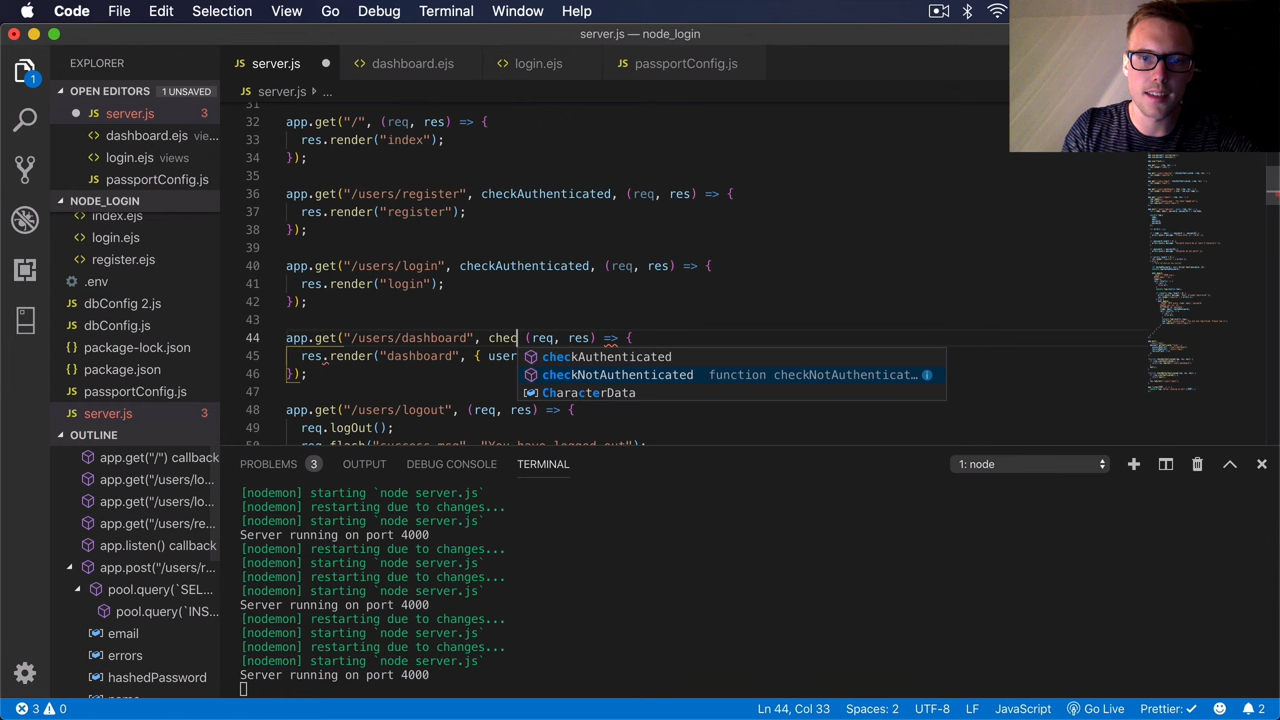 Code File Edit Selection View Go Debug Terminal Window Help
server.js — node_login
EXPLORER
server.js
dashboard.ejs
login.ejs
passportConfig.js
OPEN EDITORS 1 UNSAVED
server.js 3
dashboard.ejs vie...
login.ejs views
passportConfig.js
NODE_LOGIN
index.ejs
login.ejs
register.ejs
.env
dbConfig 2.js
dbConfig.js
package-lock.json
package.json
passportConfig.js
server.js 3
OUTLINE
app.get("/") callback
app.get("/users/lo...
app.get("/users/lo...
app.get("/users/re...
app.listen() callback
app.post("/users/r...
pool.query(`SEL...
pool.query(`INS...
email
errors
hashedPassword
name
1
server.js ...
31
32 app.get("/", (req, res) => {
33 res.render("index");
34 });
35
36 app.get("/users/register", checkAuthenticated, (req, res) => {
37 res.render("register");
38 });
39
40 app.get("/users/login", checkAuthenticated, (req, res) => {
41 res.render("login");
42 });
43
44 app.get("/users/dashboard", chec (req, res) => {
45 res.render("dashboard", { user
46 });
47
48 app.get("/users/logout", (req, res) => {
49 req.logOut();
50 req.flash("success_msg", "You have logged out");
checkAuthenticated
checkNotAuthenticated function checkNotAuthenticat...
CharacterData
PROBLEMS 3 OUTPUT DEBUG CONSOLE TERMINAL 1: node
[nodemon] starting `node server.js`
[nodemon] restarting due to changes...
[nodemon] starting `node server.js`
Server running on port 4000
[nodemon] restarting due to changes...
[nodemon] restarting due to changes...
[nodemon] restarting due to changes...
[nodemon] starting `node server.js`
Server running on port 4000
[nodemon] restarting due to changes...
[nodemon] starting `node server.js`
[nodemon] restarting due to changes...
[nodemon] starting `node server.js`
Server running on port 4000
3 0 Ln 44, Col 33 Spaces: 2 UTF-8 LF JavaScript Go Live Prettier: ✓ 2